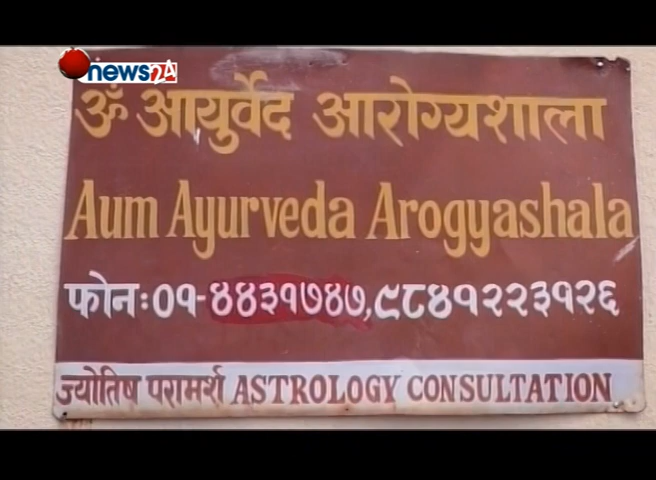 news24
ॐ आयुर्वेद आरोग्यशाला
Aum Ayurveda Arogyashala
फोनः०१-४४३१७४७,९८४१२२३१२६
ज्योतिष परामर्श ASTROLOGY CONSULTATION